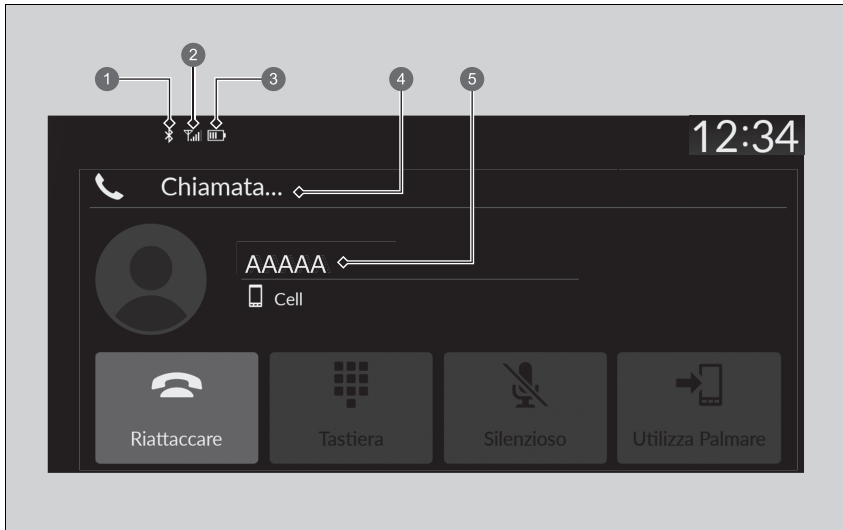 2
1
3
4
5
12:34
Chiamata...
AAAAA
Cell
Riattaccare
Tastiera
Silenzioso
Utilizza Palmare